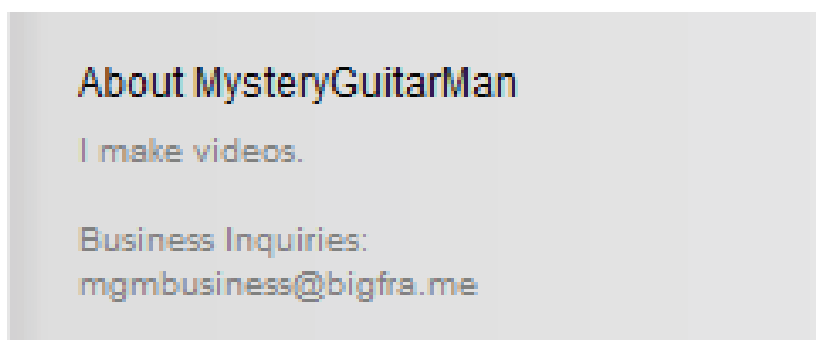 About MysteryGuitarMan
I make videos.
Business Inquiries:
mgmbusiness@bigfra.me